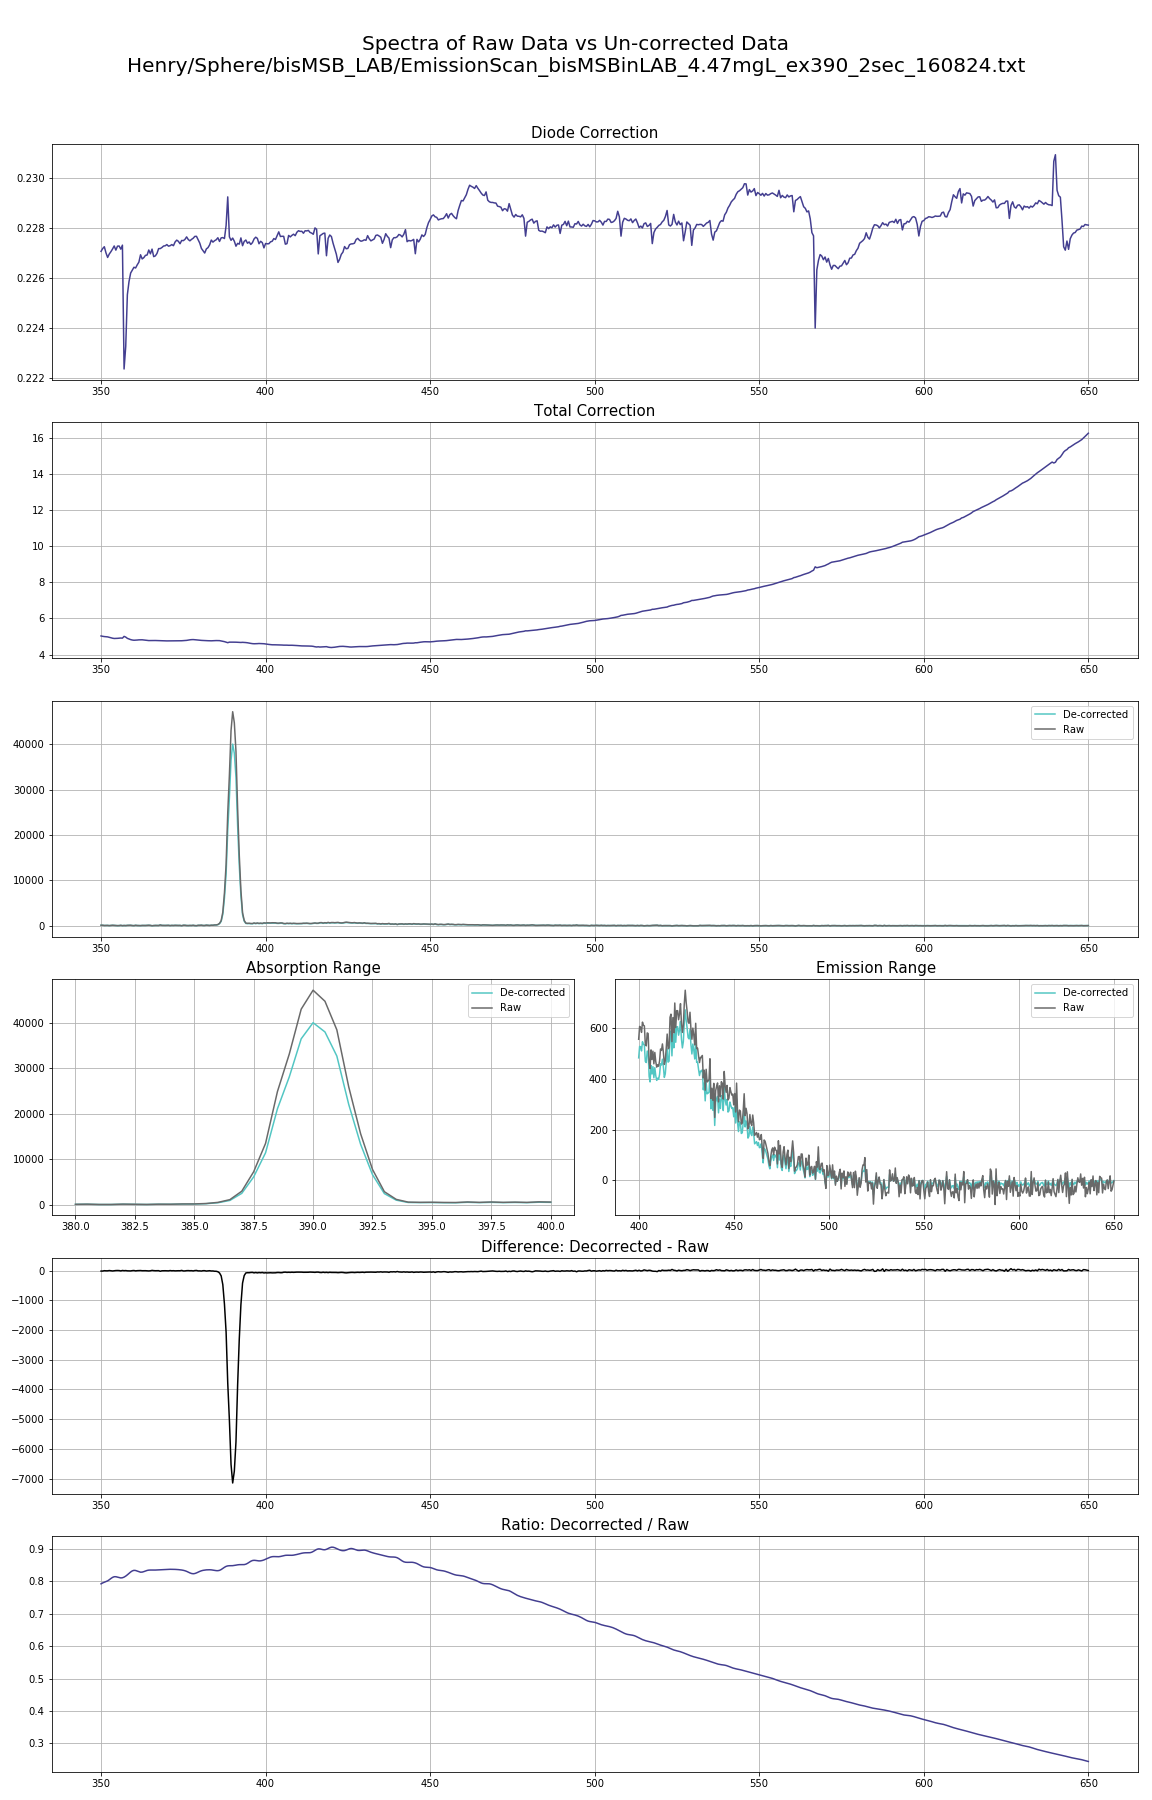 Spectra of Raw Data vs Un-corrected Data
Henry/Sphere/bisMSB_LAB/EmissionScan_bisMSBinLAB_4.47mgL_ex390_2sec_160824.txt
Diode Correction
0.230
0.228
0.226
0.224
0.222
350 400 450 500 550 600 650
Total Correction
16
14
12
10
8
6
4
350 400 450 500 550 600 650
De-corrected
Raw
40000
30000
20000
10000
0
350 400 450 500 550 600 650
Absorption Range
De-corrected
Raw
40000
30000
20000
10000
0
380.0 382.5 385.0 387.5 390.0 392.5 395.0 397.5 400.0
Emission Range
De-corrected
Raw
600
400
200
0
400 450 500 550 600 650
Difference: Decorrected - Raw
0
−1000
−2000
−3000
−4000
−5000
−6000
−7000
350 400 450 500 550 600 650
Ratio: Decorrected / Raw
0.9
0.8
0.7
0.6
0.5
0.4
0.3
350 400 450 500 550 600 650